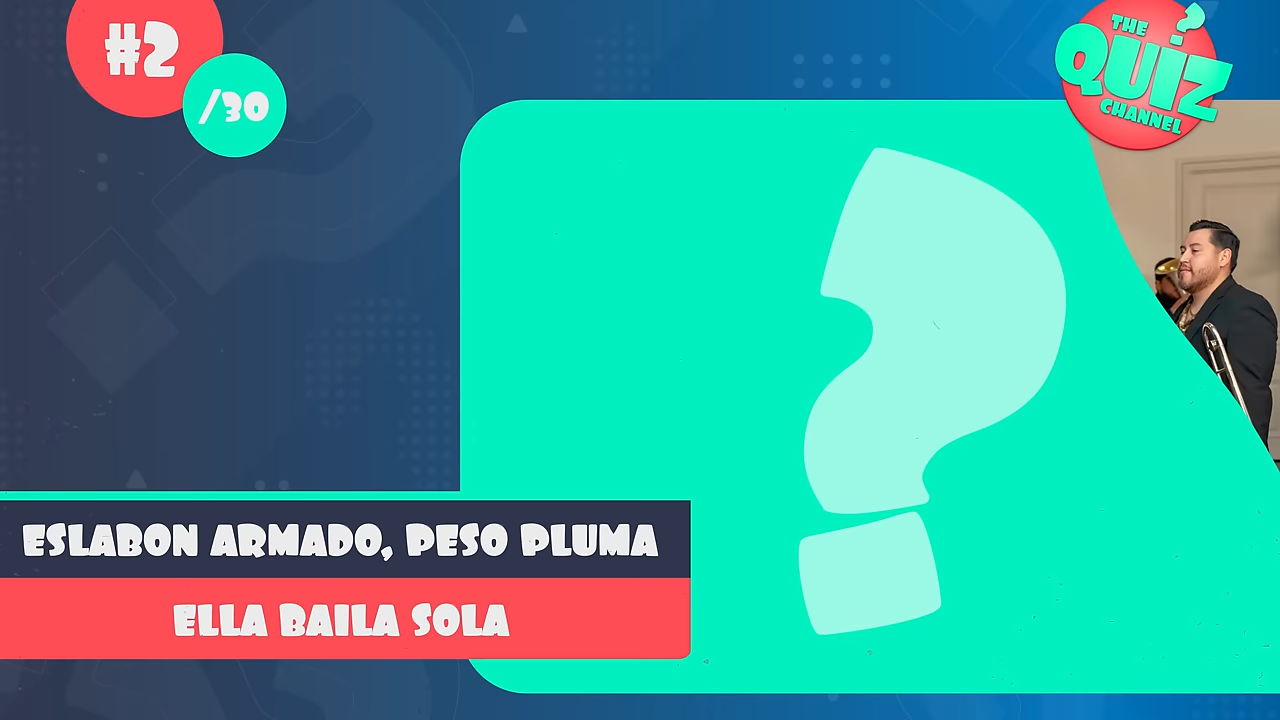 #2
/30
THE
QUIZ
CHANNEL
ESLABON ARMADO, PESO PLUMA
ELLA BAILA SOLA